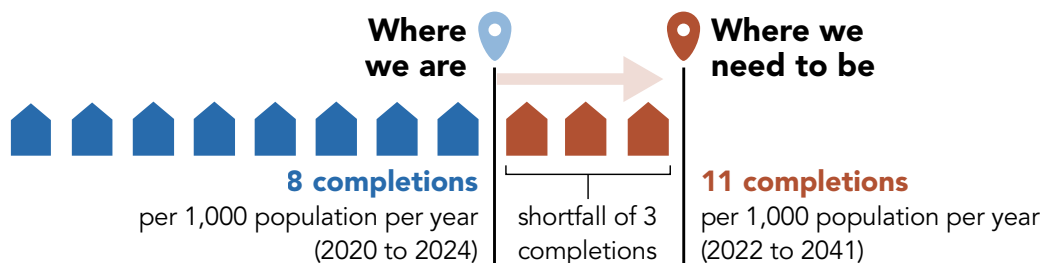 Where
we are
Where we
need to be
8 completions
per 1,000 population per year
(2020 to 2024)
shortfall of 3
completions
11 completions
per 1,000 population per year
(2022 to 2041)